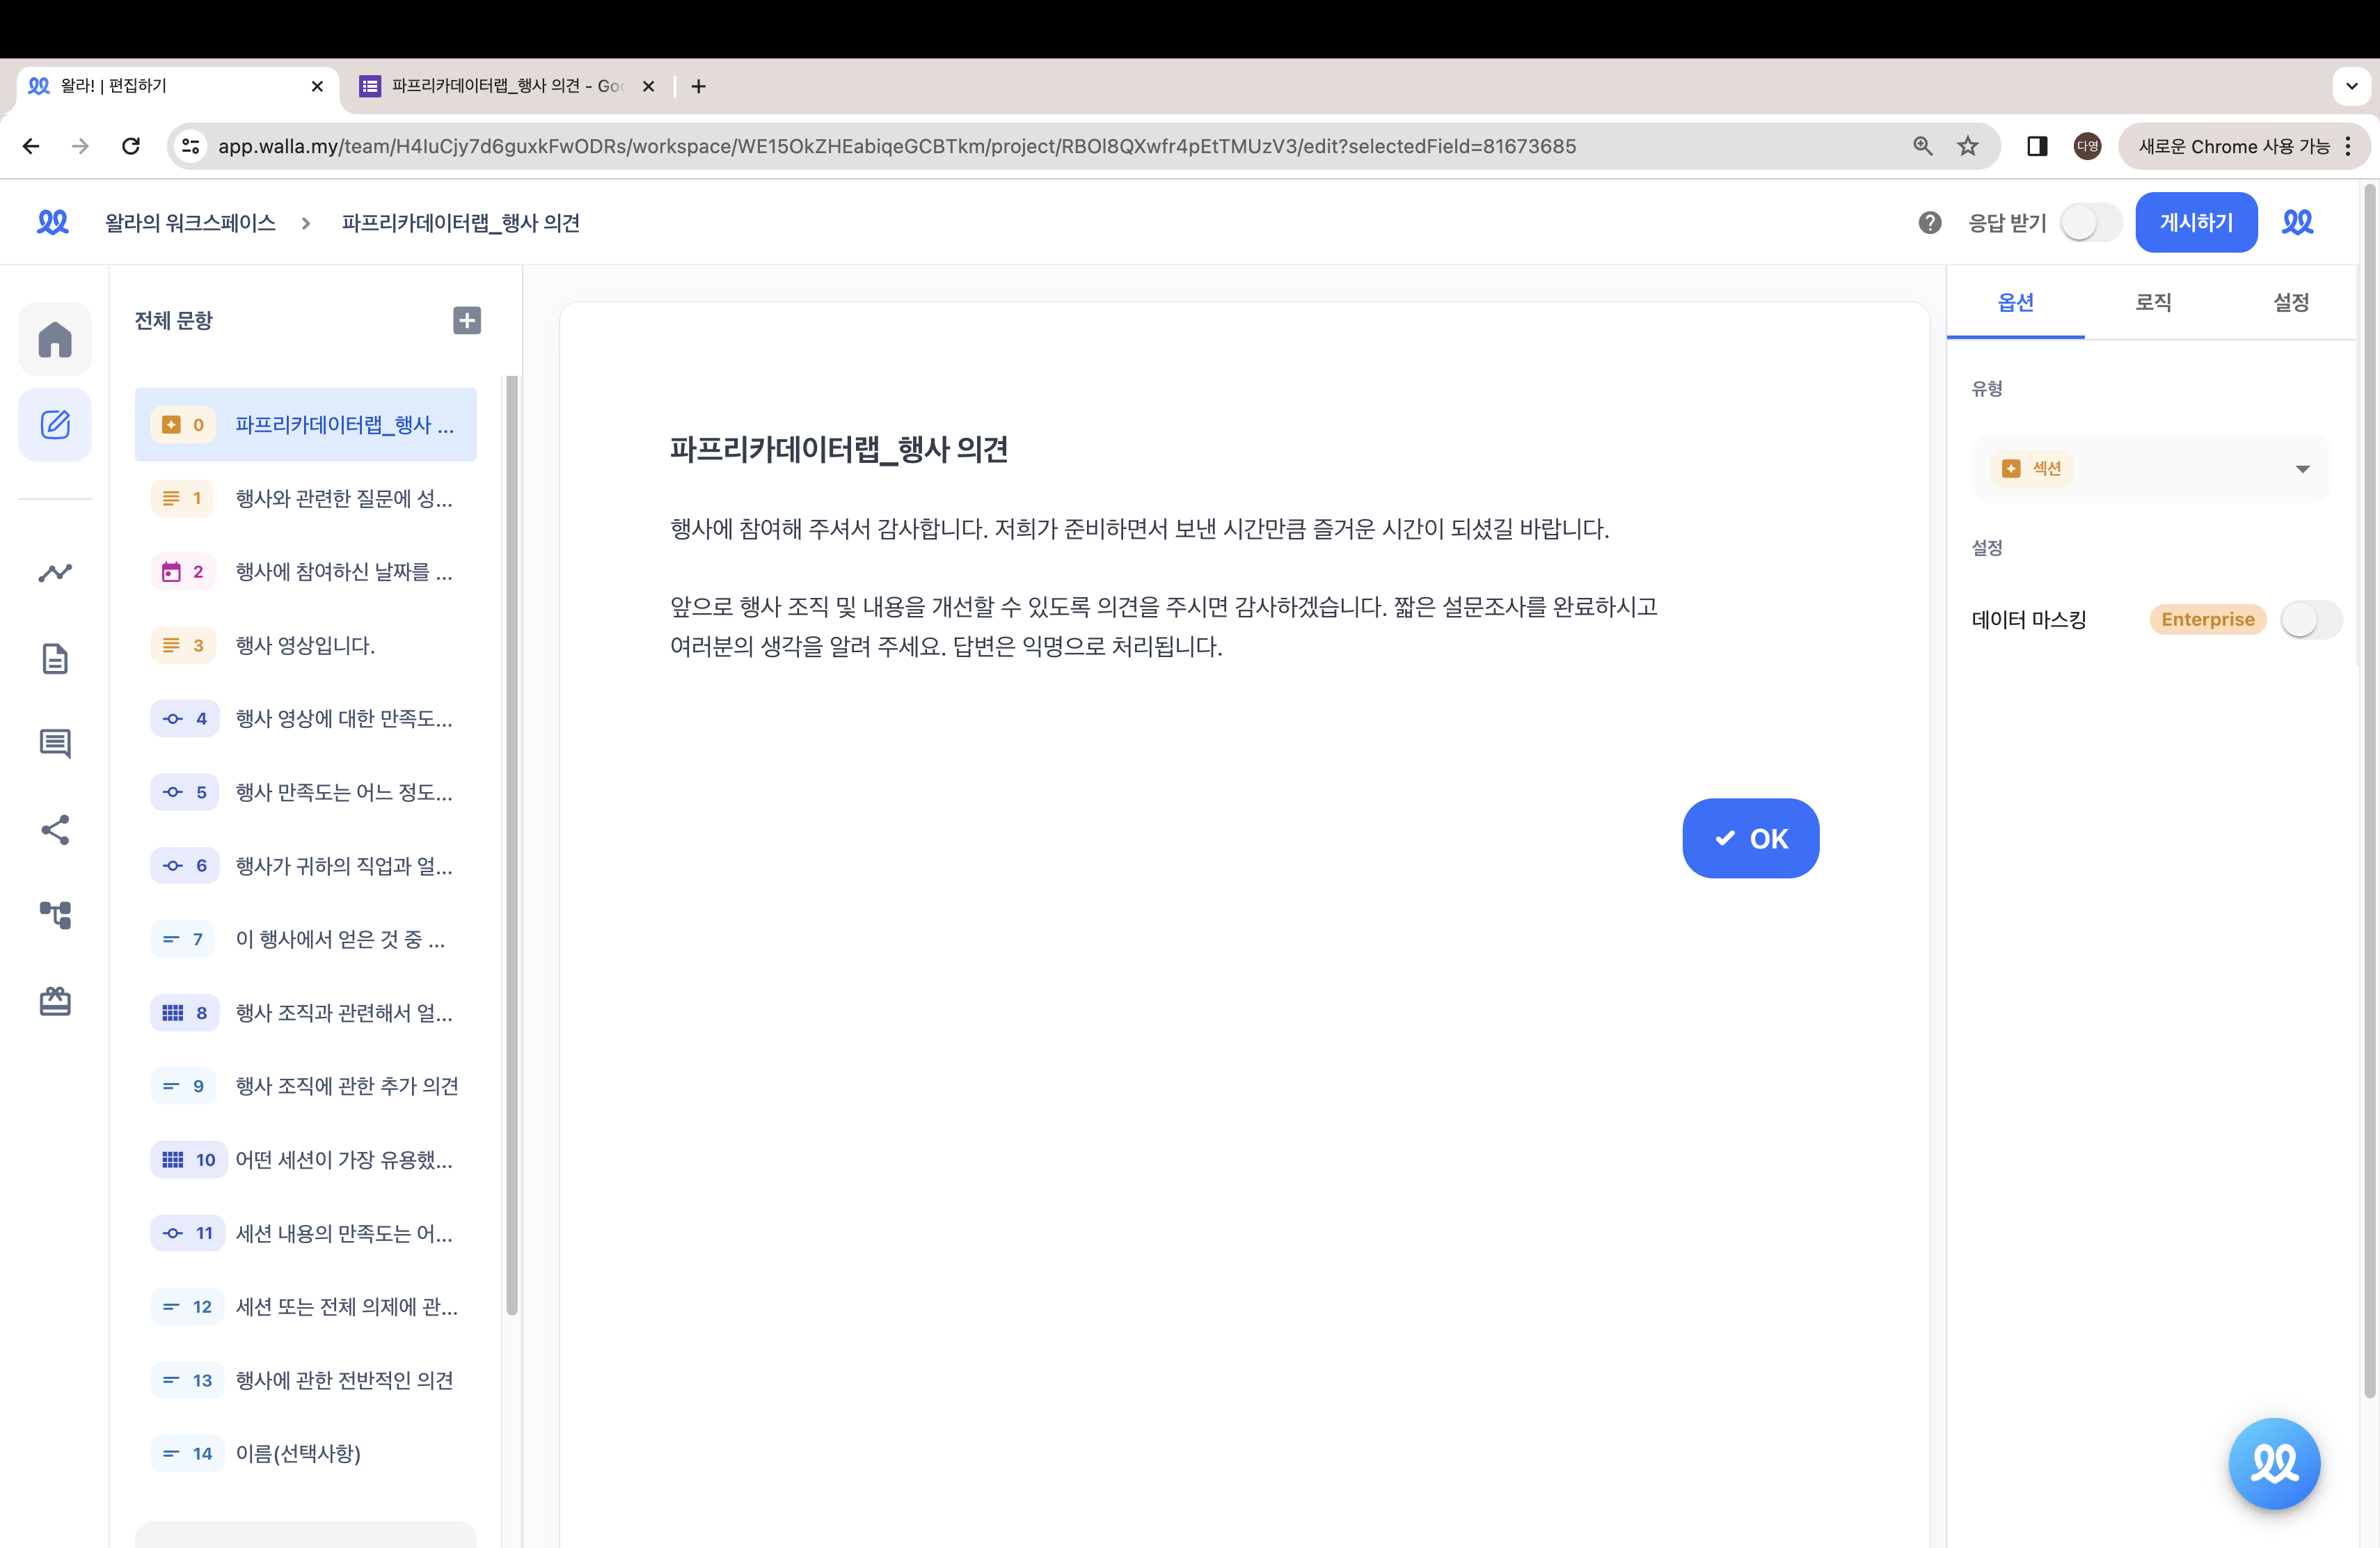 왈라! | 편집하기
파프리카데이터랩_행사 의견 - Goo
app.walla.my/team/H4IuCjy7d6guxkFwODRs/workspace/WE15OkZHEabiqeGCBTkm/project/RBOl8QXwfr4pEtTMUzV3/edit?selectedField=81673685
다영
새로운 Chrome 사용 가능
왈라의 워크스페이스
파프리카데이터랩_행사 의견
응답 받기
게시하기
전체 문항
0 파프리카데이터랩_행사 ...
1 행사와 관련한 질문에 성...
2 행사에 참여하신 날짜를 ...
3 행사 영상입니다.
4 행사 영상에 대한 만족도...
5 행사 만족도는 어느 정도...
6 행사가 귀하의 직업과 얼...
7 이 행사에서 얻은 것 중 ...
8 행사 조직과 관련해서 얼...
9 행사 조직에 관한 추가 의견
10 어떤 세션이 가장 유용했...
11 세션 내용의 만족도는 어...
12 세션 또는 전체 의제에 관...
13 행사에 관한 전반적인 의견
14 이름(선택사항)
파프리카데이터랩_행사 의견
행사에 참여해 주셔서 감사합니다. 저희가 준비하면서 보낸 시간만큼 즐거운 시간이 되셨길 바랍니다.
앞으로 행사 조직 및 내용을 개선할 수 있도록 의견을 주시면 감사하겠습니다. 짧은 설문조사를 완료하시고
여러분의 생각을 알려 주세요. 답변은 익명으로 처리됩니다.
OK
옵션
로직
설정
유형
섹션
설정
데이터 마스킹
Enterprise